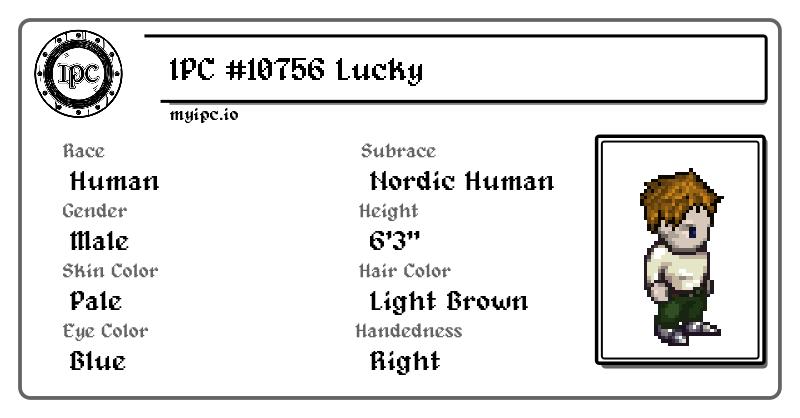 IPC
IPC #10756 Lucky
myipc.io
Race
Human
Subrace
Nordic Human
Gender
Male
Height
6'3"
Skin Color
Pale
Hair Color
Light Brown
Eye Color
Blue
Handedness
Right